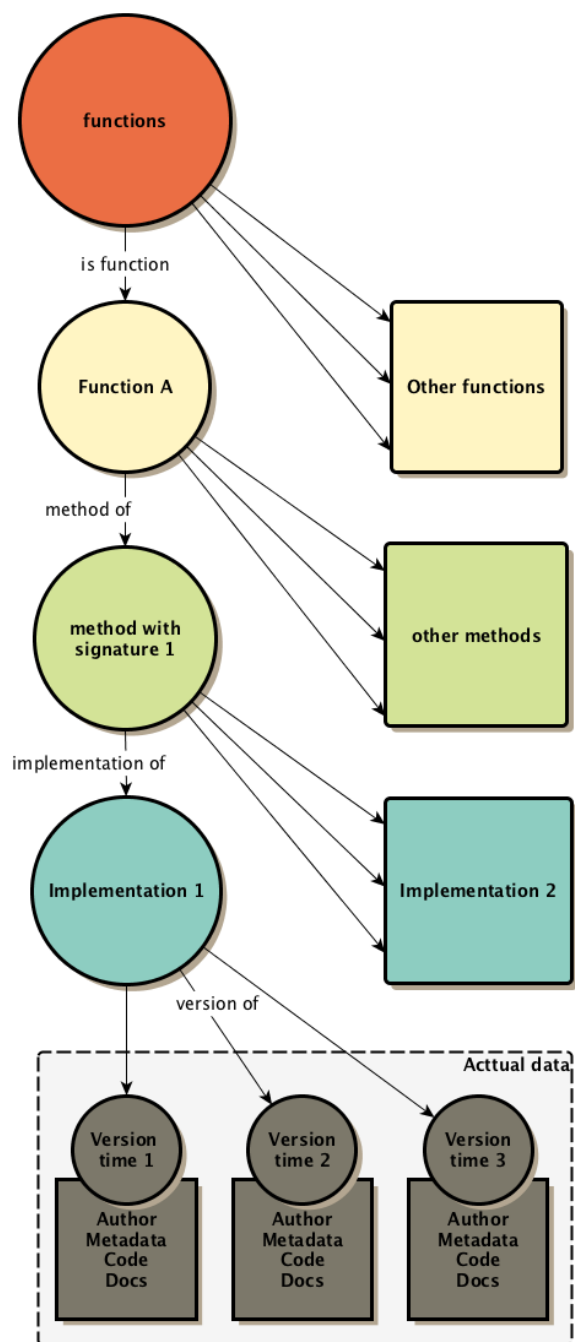 functions
is function
Function A
Other functions
method of
method with
signature 1
other methods
implementation of
Implementation 1
Implementation 2
version of
Acttual data
Version
time 1
Version
time 2
Version
time 3
Author
Metadata
Code
Docs
Author
Metadata
Code
Docs
Author
Metadata
Code
Docs